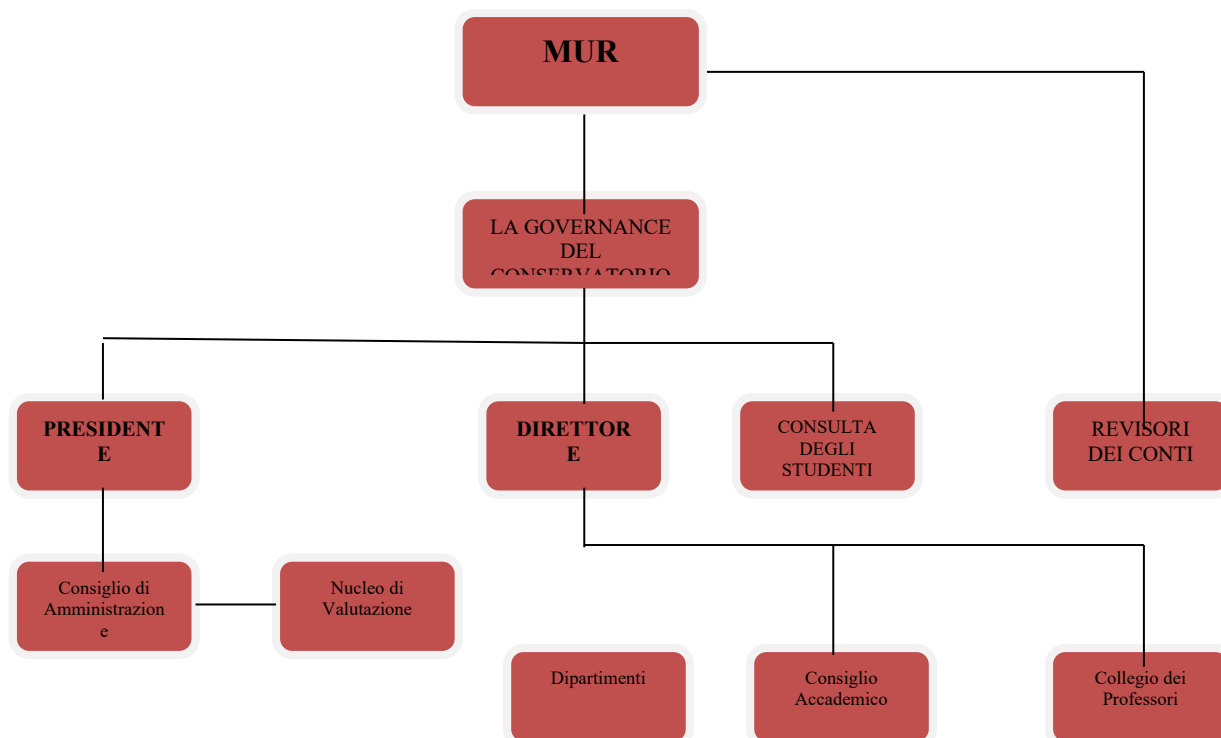 MUR
LA GOVERNANCE
DEL
CONSERVATORIO
PRESIDENT
E
DIRETTOR
E
CONSULTA
DEGLI
STUDENTI
REVISORI
DEI CONTI
Consiglio di
Amministrazion
e
Nucleo di
Valutazione
Dipartimenti
Consiglio
Accademico
Collegio dei
Professori